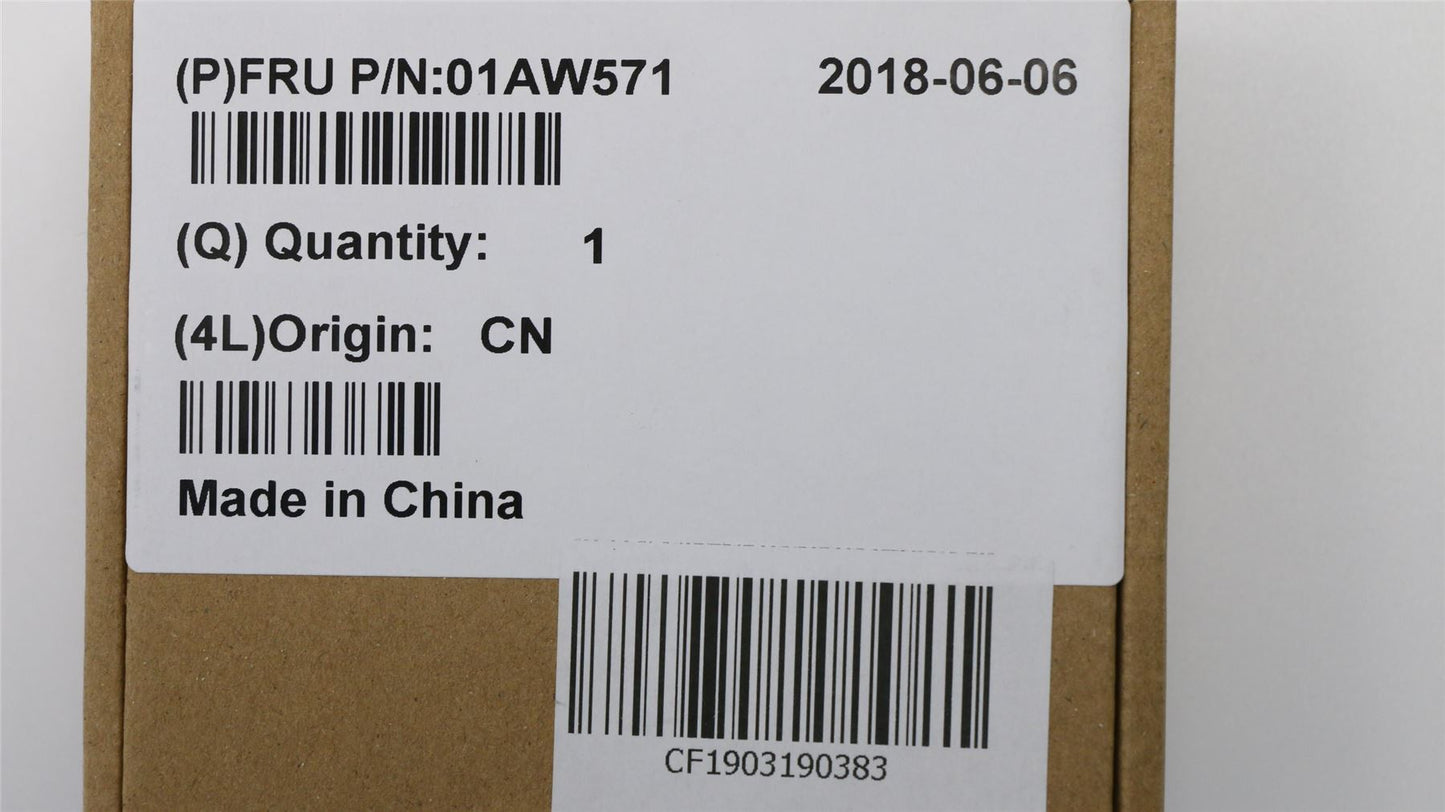 (P)FRU P/N:01AW571 2018-06-06
(Q) Quantity: 1
(4L)Origin: CN
Made in China
CF1903190383